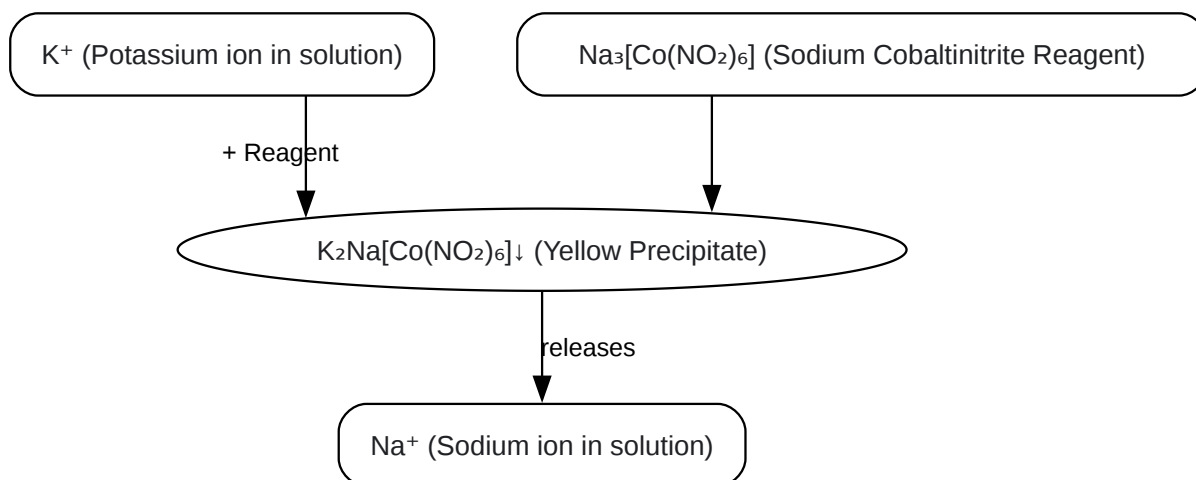 K⁺ (Potassium ion in solution)
Na₃[Co(NO₂)₆] (Sodium Cobaltinitrite Reagent)
+ Reagent
K₂Na[Co(NO₂)₆]↓ (Yellow Precipitate)
releases
Na⁺ (Sodium ion in solution)